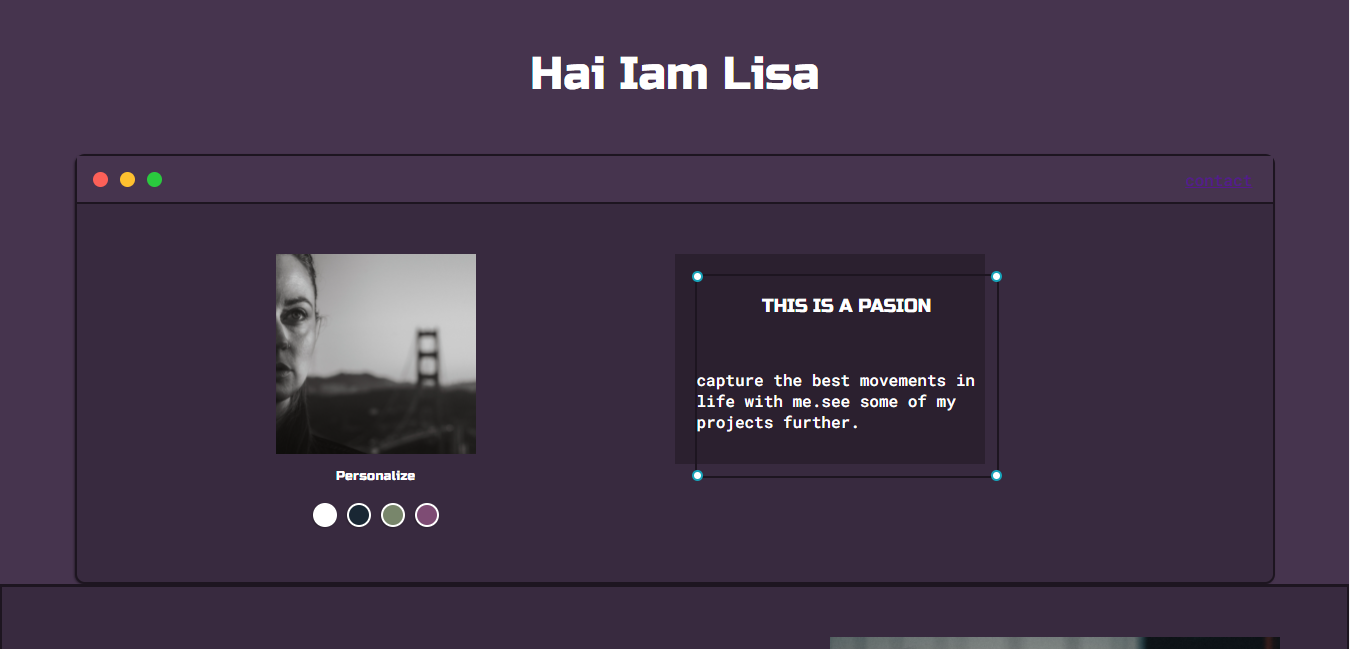 Hai Iam Lisa
contact
THIS IS A PASION
capture the best movements in
life with me.see some of my
projects further.
Personalize